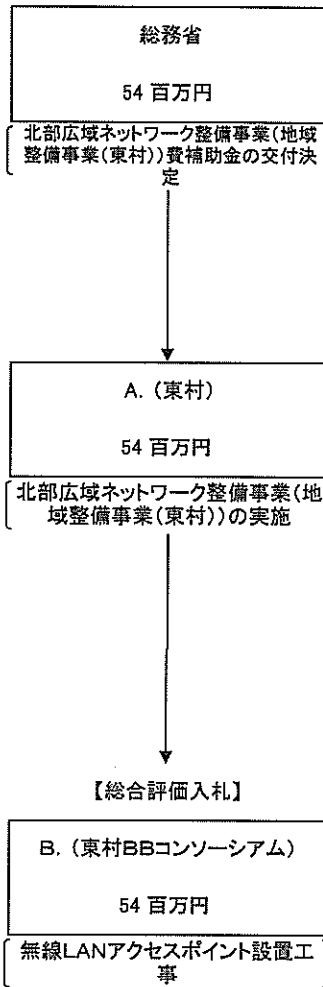 総務省
54 百万円
北部広域ネットワーク整備事業(地域
整備事業(東村))費補助金の交付決
定
A. (東村)
54 百万円
北部広域ネットワーク整備事業(地
域整備事業(東村))の実施
【総合評価入札】
B. (東村BBコンソーシアム)
54 百万円
無線LANアクセスポイント設置工
事